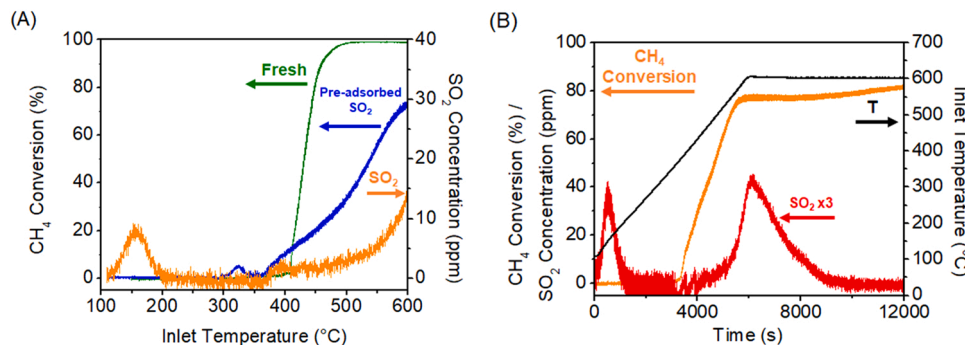 (A)
100
80
60
40
20
0
CH4 Conversion (%)
Fresh
Pre-adsorbed
SO2
SO2
40
30
20
10
0
SO2 Concentration (ppm)
100
200
300
400
500
600
Inlet Temperature (°C)
(B)
100
80
60
40
20
0
CH4 Conversion (%) /
SO2 Concentration (ppm)
CH4
Conversion
T
SO2 x3
700
600
500
400
300
200
100
0
Inlet Temperature (°C)
0
4000
8000
12000
Time (s)